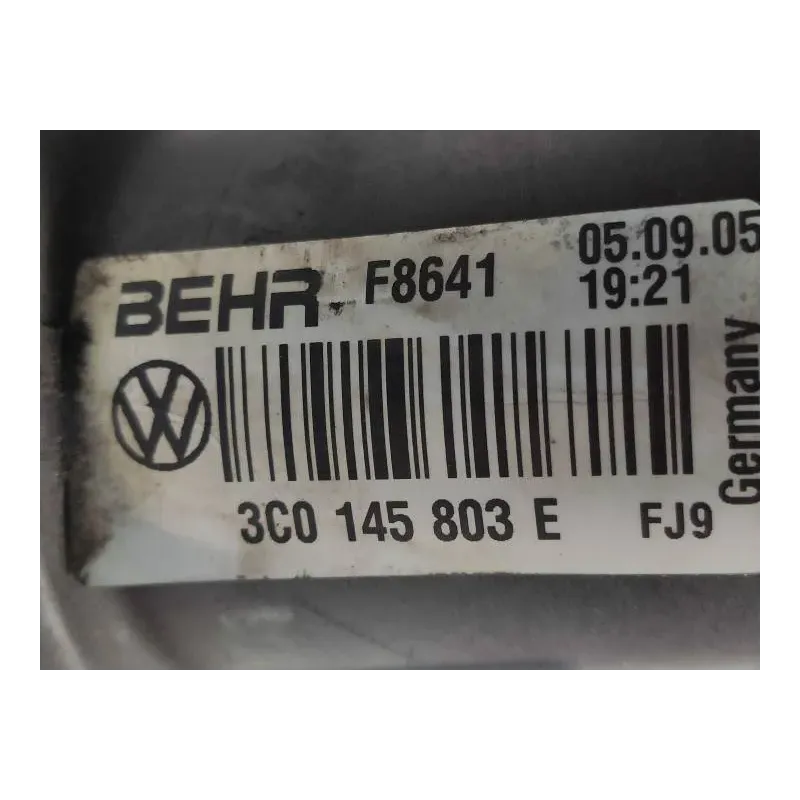 BEHR F8641 05.09.05
19:21
3C0 145 803 E FJ9
Germany